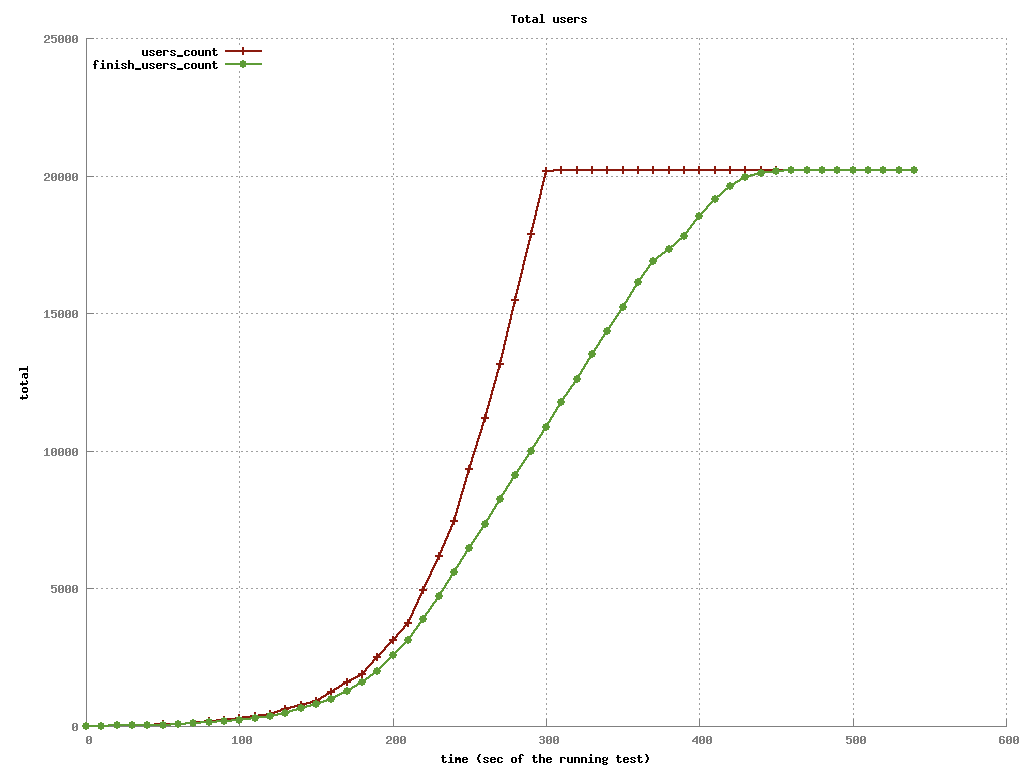 Total users
25000
users_count
finish_users_count
20000
15000
total
10000
5000
0
0 100 200 300 400 500 600
time (sec of the running test)